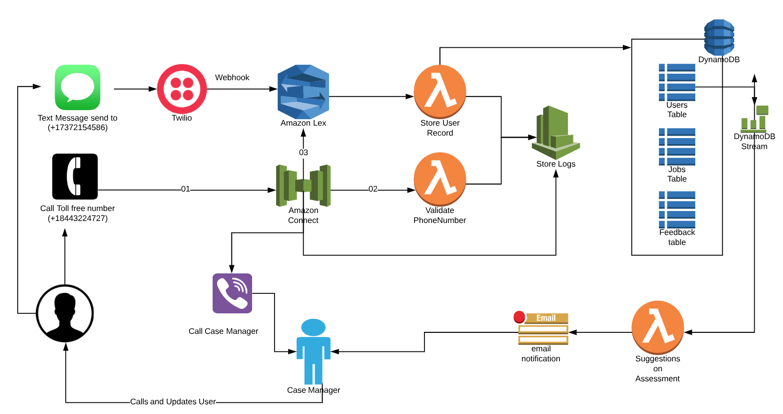 DynamoDB
Webhook
Users
Table
Text Message send to
(+17372154586)
Twilio
Amazon Lex
Store User
Record
DynamoDB
Stream
03
Store Logs
Jobs
Table
01
02
Call Toll free number
(+18443224727)
Amazon
Connect
Validate
PhoneNumber
Feedback
table
Email
Call Case Manager
email
notification
Suggestions
on
Assessment
Case Manager
Calls and Updates User